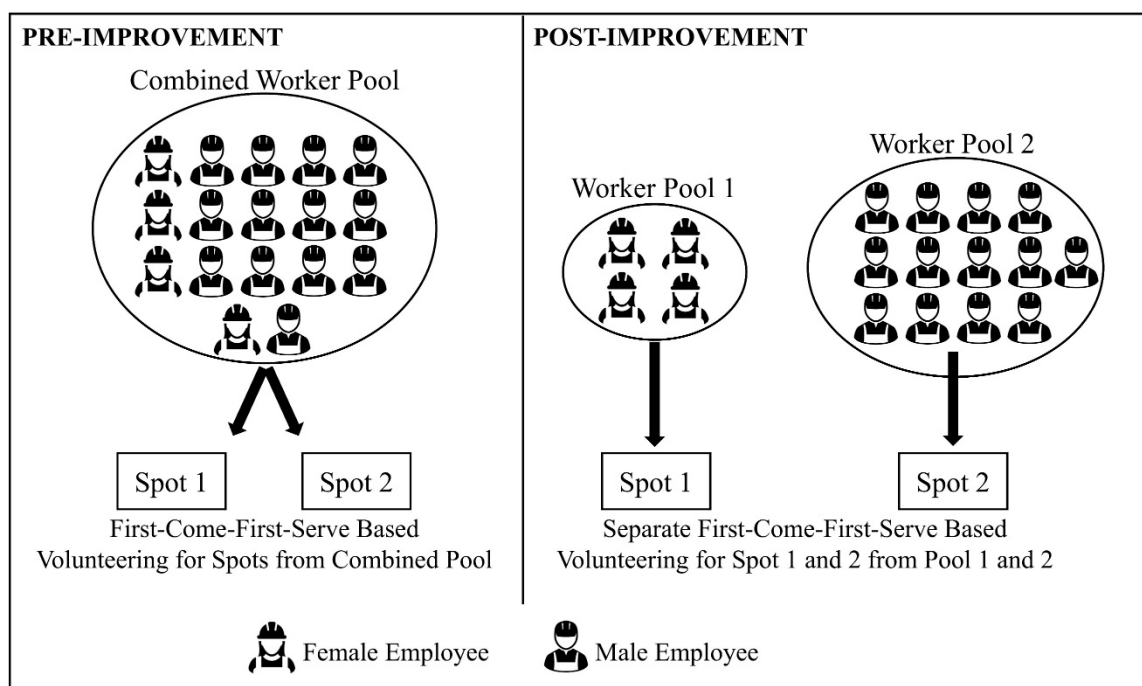 PRE-IMPROVEMENT
Combined Worker Pool
Spot 1
Spot 2
First-Come-First-Serve Based
Volunteering for Spots from Combined Pool
POST-IMPROVEMENT
Worker Pool 1
Worker Pool 2
Spot 1
Spot 2
Separate First-Come-First-Serve Based
Volunteering for Spot 1 and 2 from Pool 1 and 2
Female Employee
Male Employee